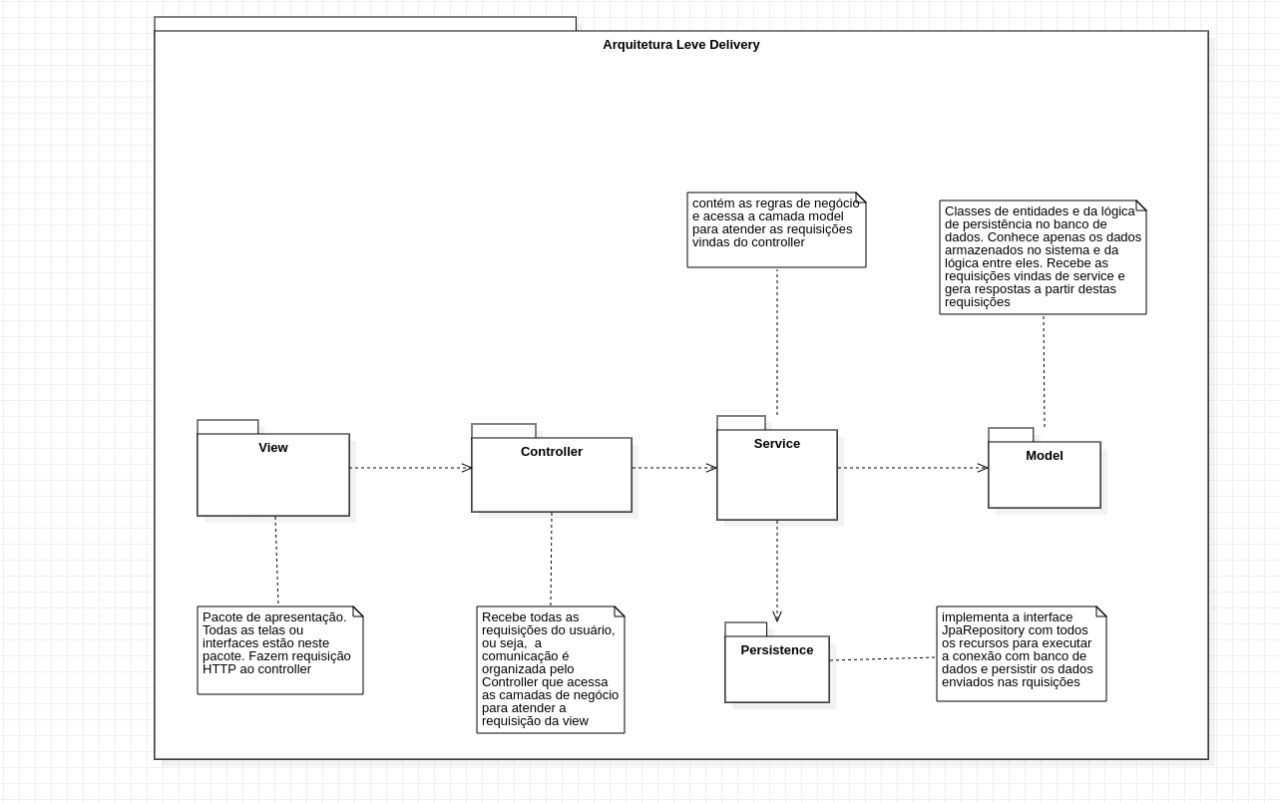 Arquitetura Leve Delivery
contém as regras de negócio
e acessa a camada model
para atender as requisições
vindas do controller
Classes de entidades e da lógica
de persistência no banco de
dados. Conhece apenas os dados
armazenados no sistema e da
lógica entre eles. Recebe as
requisições vindas de service e
gera respostas a partir destas
requisições
View
Controller
Service
Model
Pacote de apresentação.
Todas as telas ou
interfaces estão neste
pacote. Fazem requisição
HTTP ao controller
Recebe todas as
requisições do usuário,
ou seja,  a
comunicação é
organizada pelo
Controller que acessa
as camadas de negócio
para atender a
requisição da view
Persistence
implementa a interface
JpaRepository com todos
os recursos para executar
a conexão com banco de
dados e persistir os dados
enviados nas rquisições